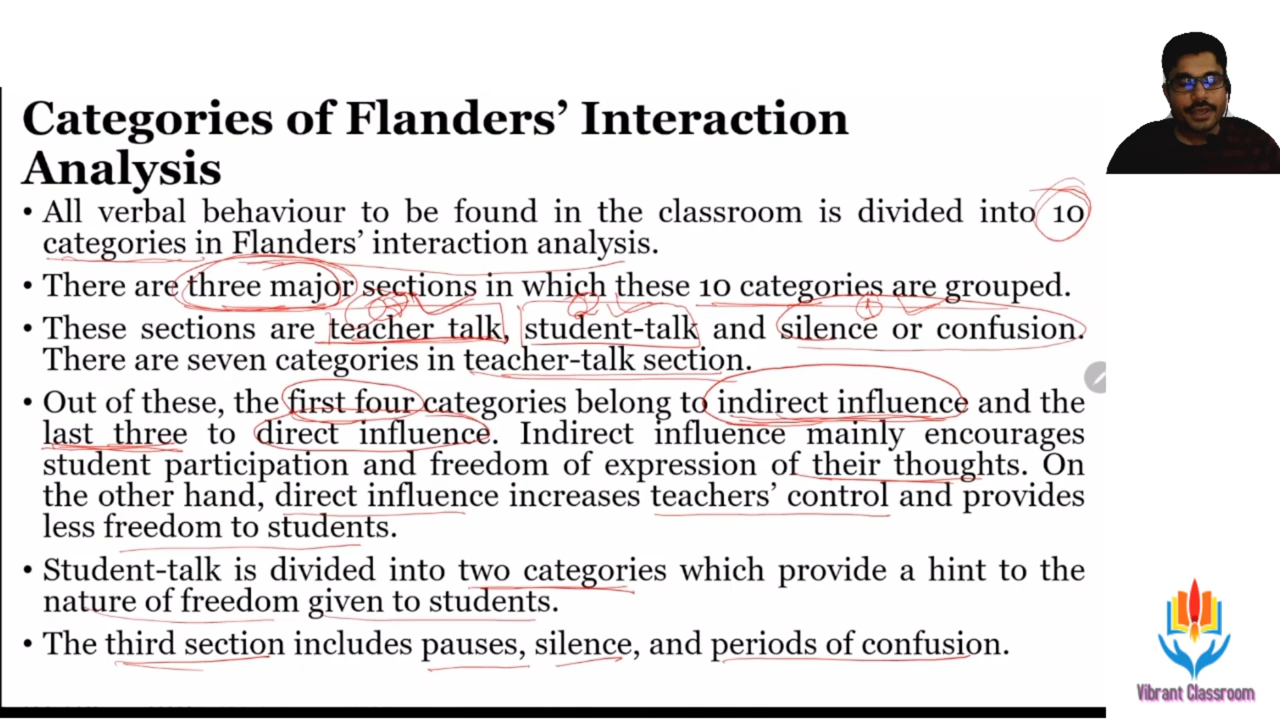 Categories of Flanders’ Interaction
Analysis
• All verbal behaviour to be found in the classroom is divided into 10
categories in Flanders’ interaction analysis.
• There are three major sections in which these 10 categories are grouped.
• These sections are teacher talk, student-talk and silence or confusion.
There are seven categories in teacher-talk section.
• Out of these, the first four categories belong to indirect influence and the
last three to direct influence. Indirect influence mainly encourages
student participation and freedom of expression of their thoughts. On
the other hand, direct influence increases teachers’ control and provides
less freedom to students.
• Student-talk is divided into two categories which provide a hint to the
nature of freedom given to students.
• The third section includes pauses, silence, and periods of confusion.
Vibrant Classroom